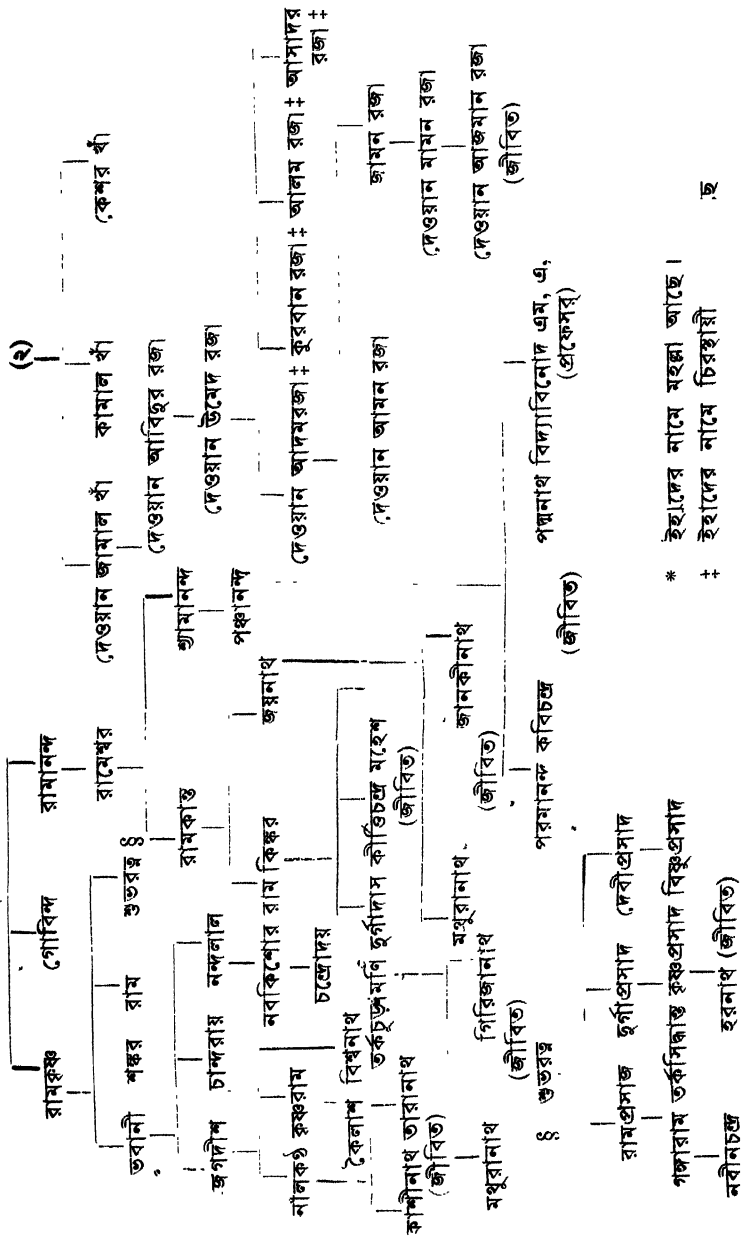 রামকৃষ্ণ গোবিন্দ রামানন্দ
ভবানী শঙ্কর রাম শুভরত্ন § রামেশ্বর
জগদীশ চান্দরায় নন্দলাল রামকান্ত শ্যামানন্দ
নীলকণ্ঠ কৃষ্ণরাম নবকিশোর রামকিঙ্কর জয়নাথ পঞ্চানন্দ
কৈলাশ বিশ্বনাথ চন্দ্রোদয়
কাশীনাথ তারানাথ তর্কচূড়ামণি দুর্গাদাস কীর্ত্তিচন্দ্র মহেশ
(জীবিত) (জীবিত)
মথুরানাথ গিরিজানাথ মথুরানাথ জানকীনাথ
(জীবিত) (জীবিত)
§ শুভরত্ন পরমানন্দ কবিচন্দ্র পদ্মনাথ বিদ্যাবিনোদ এম, এ,
(জীবিত) (প্রফেসর্)
রামপ্রসাজ দুর্গাপ্রসাদ দেবীপ্রসাদ
গঙ্গারাম তর্কসিদ্ধান্ত কৃষ্ণপ্রসাদ বিষ্ণুপ্রসাদ
নবীনচন্দ্র হরনাথ (জীবিত)
(২)
দেওয়ান জামাল খাঁ কামাল খাঁ কেশর খাঁ
দেওয়ান আবিদুর রজা
দেওয়ান উমেদ রজা
দেওয়ান আদমরজা ‡ কুরবান রজা ‡ আলম রজা ‡ আসাদর
রজা ‡
দেওয়ান আমন রজা জামন রজা
দেওয়ান মামন রজা
দেওয়ান আজমান রজা
(জীবিত)
* ইহাদের নামে মহল্লা আছে।
‡ ইহাদের নামে চিরস্থায়ী ছ